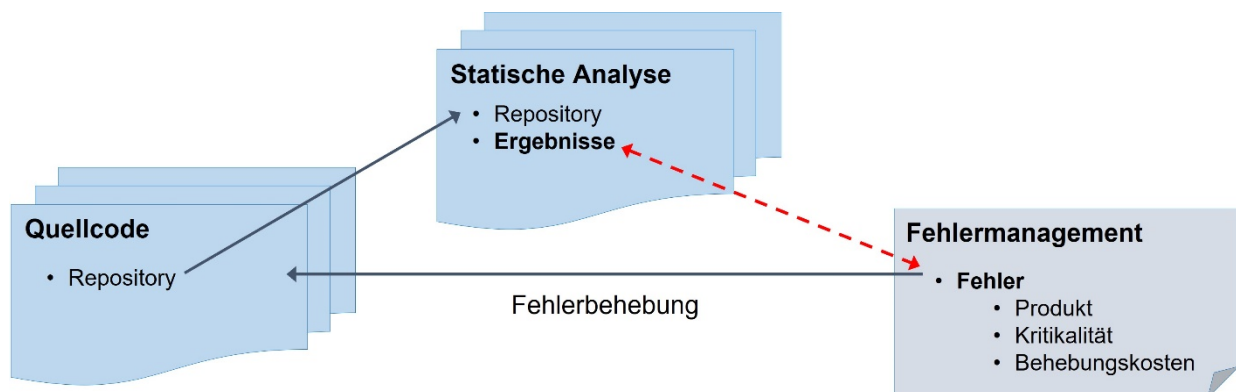 Statische Analyse
• Repository
• Ergebnisse
Quellcode
• Repository
Fehlerbehebung
Fehlermanagement
• Fehler
• Produkt
• Kritikalität
• Behebungskosten